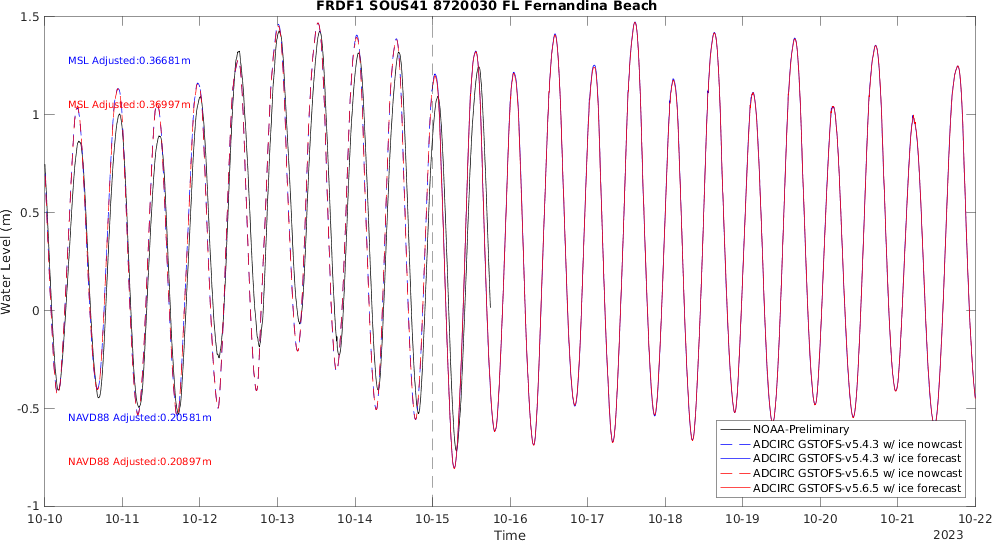 FRDF1 SOUS41 8720030 FL Fernandina Beach
1.5
MSL Adjusted:0.36681m
MSL Adjusted:0.36997m
1
0.5
Water Level (m)
0
-0.5
NAVD88 Adjusted:0.20581m
NAVD88 Adjusted:0.20897m
NOAA-Preliminary
ADCIRC GSTOFS-v5.4.3 w/ ice nowcast
ADCIRC GSTOFS-v5.4.3 w/ ice forecast
ADCIRC GSTOFS-v5.6.5 w/ ice nowcast
ADCIRC GSTOFS-v5.6.5 w/ ice forecast
-1
10-10 10-11 10-12 10-13 10-14 10-15 10-16 10-17 10-18 10-19 10-20 10-21 10-22
Time
2023